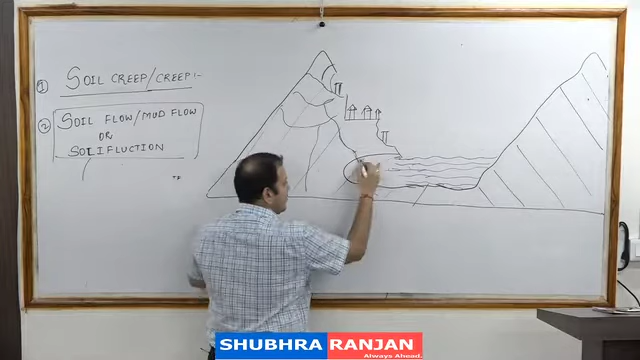 ① SOIL CREEP/CREEP:-
② SOIL FLOW/MUD FLOW
OR
SOLIFLUCTION
SHUBHRA RANJAN
Always Ahead.